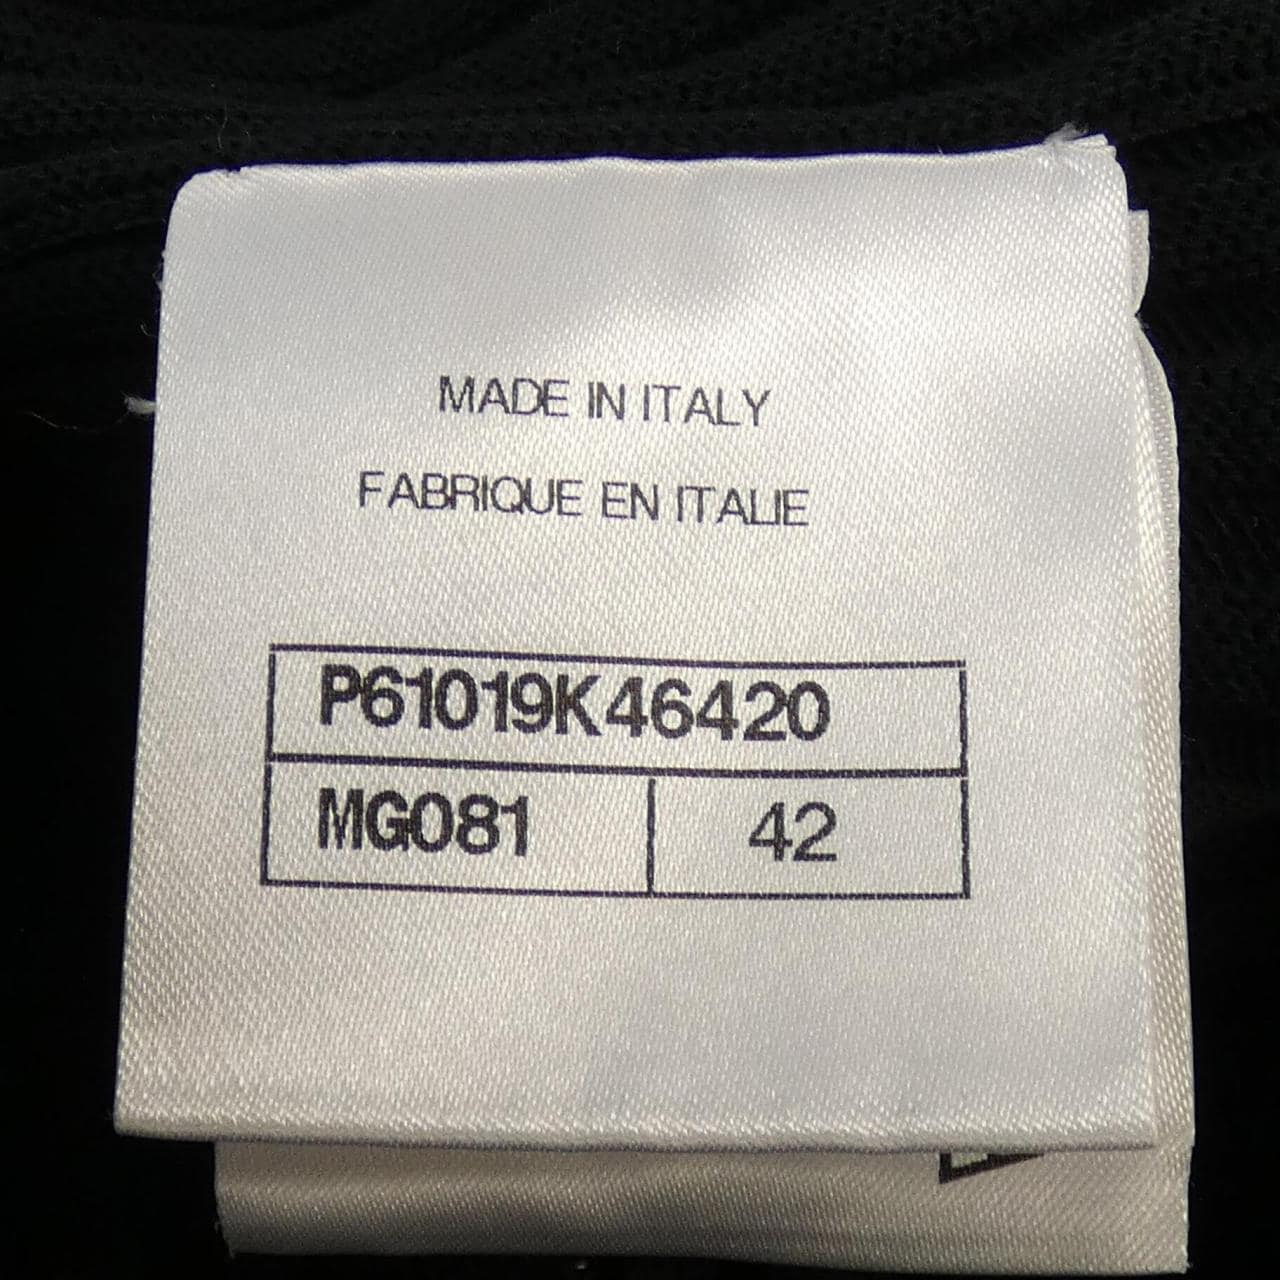 MADE IN ITALY
FABRIQUE EN ITALIE
P61019K46420
MG081 42